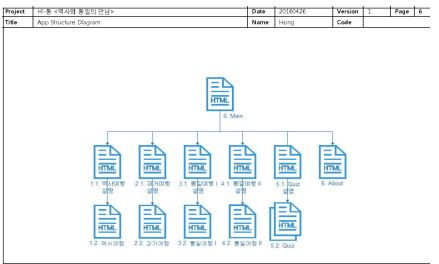 Project HI-통 <역사와 통일의 만남> Date 20160426 Version 1 Page 6
Title App Structure Diagram Name Hong Code
HTML
0. Main
HTML HTML HTML HTML HTML HTML
1.1. 역사여행 설명
2.1. 과거여행 설명
3.1. 통일여행 I 설명
4.1. 통일여행 II 설명
5.1. Quiz 설명
6. About
HTML HTML HTML HTML HTML
1.2. 역사여행 2.2. 과거여행 3.2. 통일여행 I 4.2. 통일여행 II 5.2. Quiz